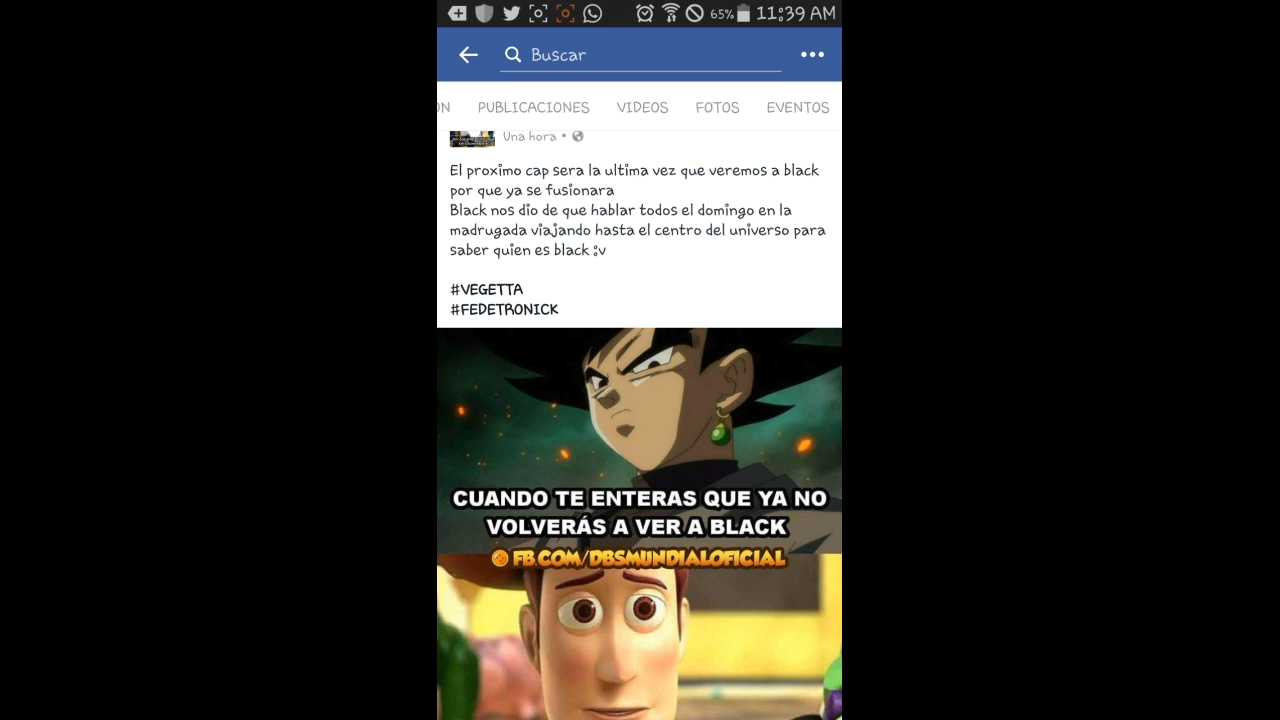 65% 11:39 AM
Buscar
ON PUBLICACIONES VIDEOS FOTOS EVENTOS
Una hora •
El proximo cap sera la ultima vez que veremos a black
por que ya se fusionara
Black nos dio de que hablar todos el domingo en la
madrugada viajando hasta el centro del universo para
saber quien es black :v
#VEGETTA
#FEDETRONICK
CUANDO TE ENTERAS QUE YA NO
VOLVERÁS A VER A BLACK
FB.COM/DBSMUNDIALOFICIAL